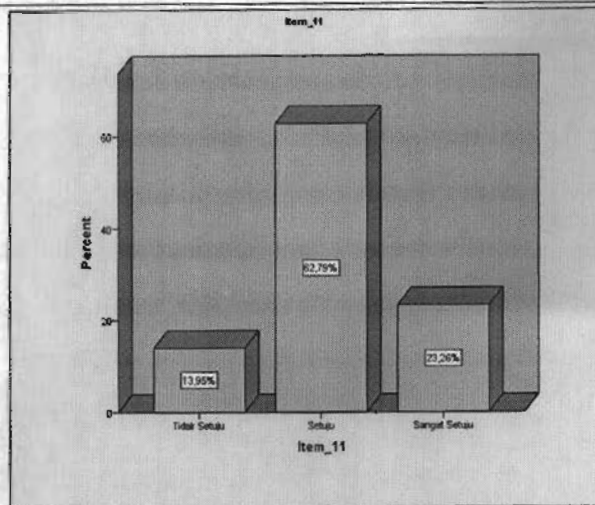 Item_11
Percent
60
40
20
0
62,79%
23,26%
13,95%
Tidak Setuju
Setuju
Sangat Setuju
Item_11